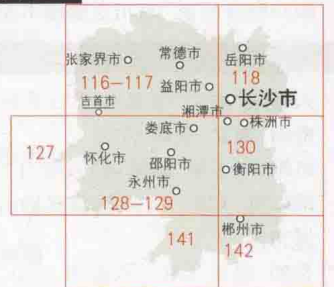 常德市
岳阳市
张家界市
116—117
118
益阳市
吉首市
长沙市
湘潭市
娄底市
株洲市
127
怀化市
邵阳市
130
衡阳市
永州市
128—129
郴州市
141
142